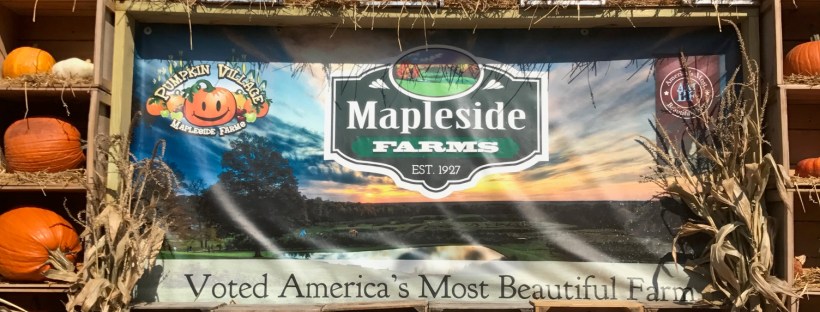 Pumpkin Village
Mapleside Farms
Mapleside
FARMS
EST. 1927
Voted America's Most Beautiful Farm